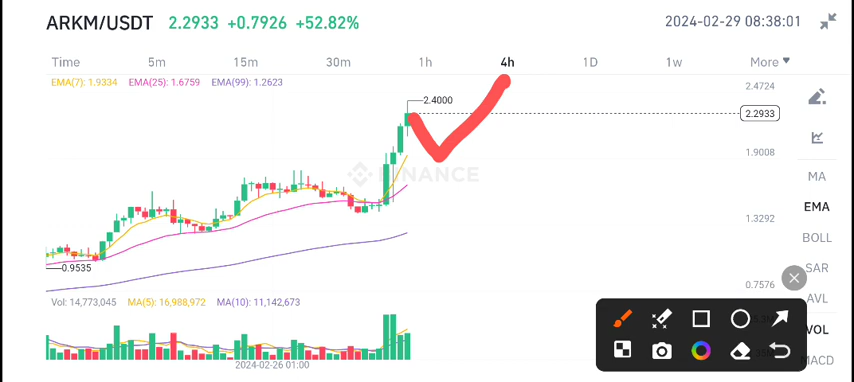 ARKM/USDT 2.2933 +0.7926 +52.82% 2024-02-29 08:38:01
Time 5m 15m 30m 1h 4h 1D 1w More
EMA(7): 1.9334 EMA(25): 1.6759 EMA(99): 1.2623
2.4724
2.4000
2.2933
1.9008
BINANCE
MA
EMA
1.3292
BOLL
SAR
0.9535
0.7576
AVL
Vol: 14,773,045 MA(5): 16,988,972 MA(10): 11,142,673
VOL
MACD
2024-02-26 01:00